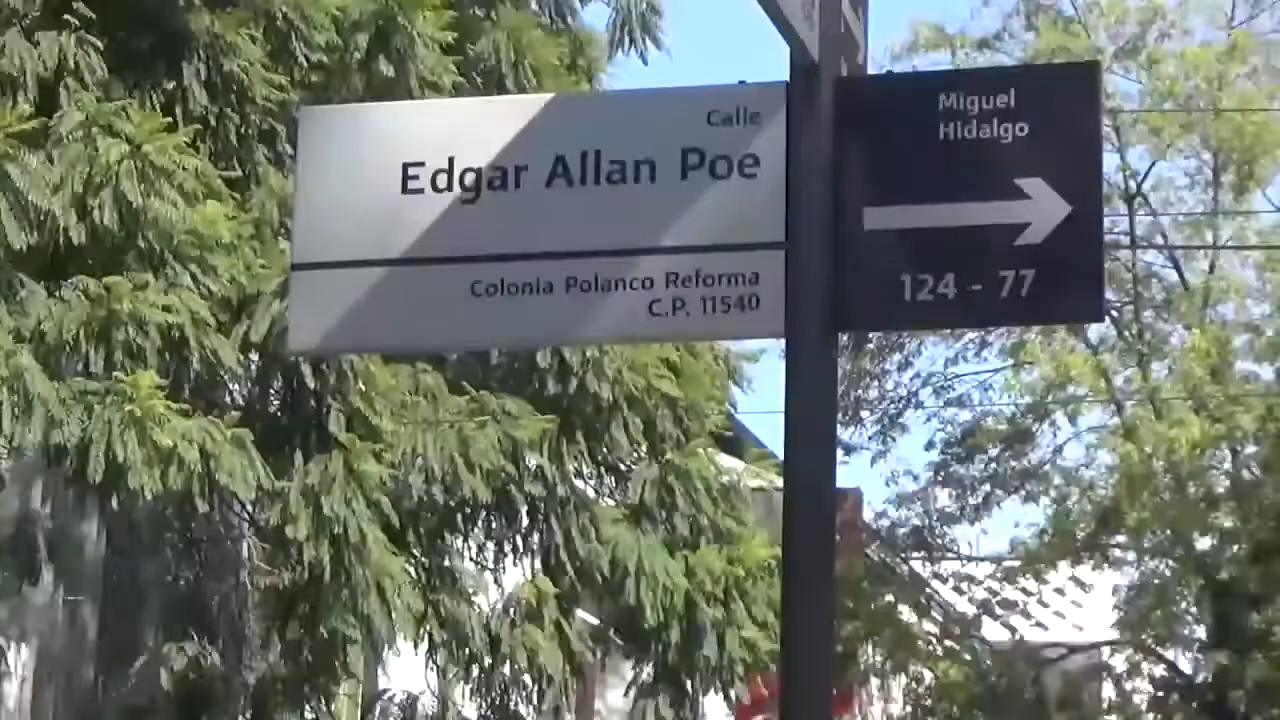 Calle
Edgar Allan Poe
Colonia Polanco Reforma
C.P. 11540
Miguel
Hidalgo
124 - 77